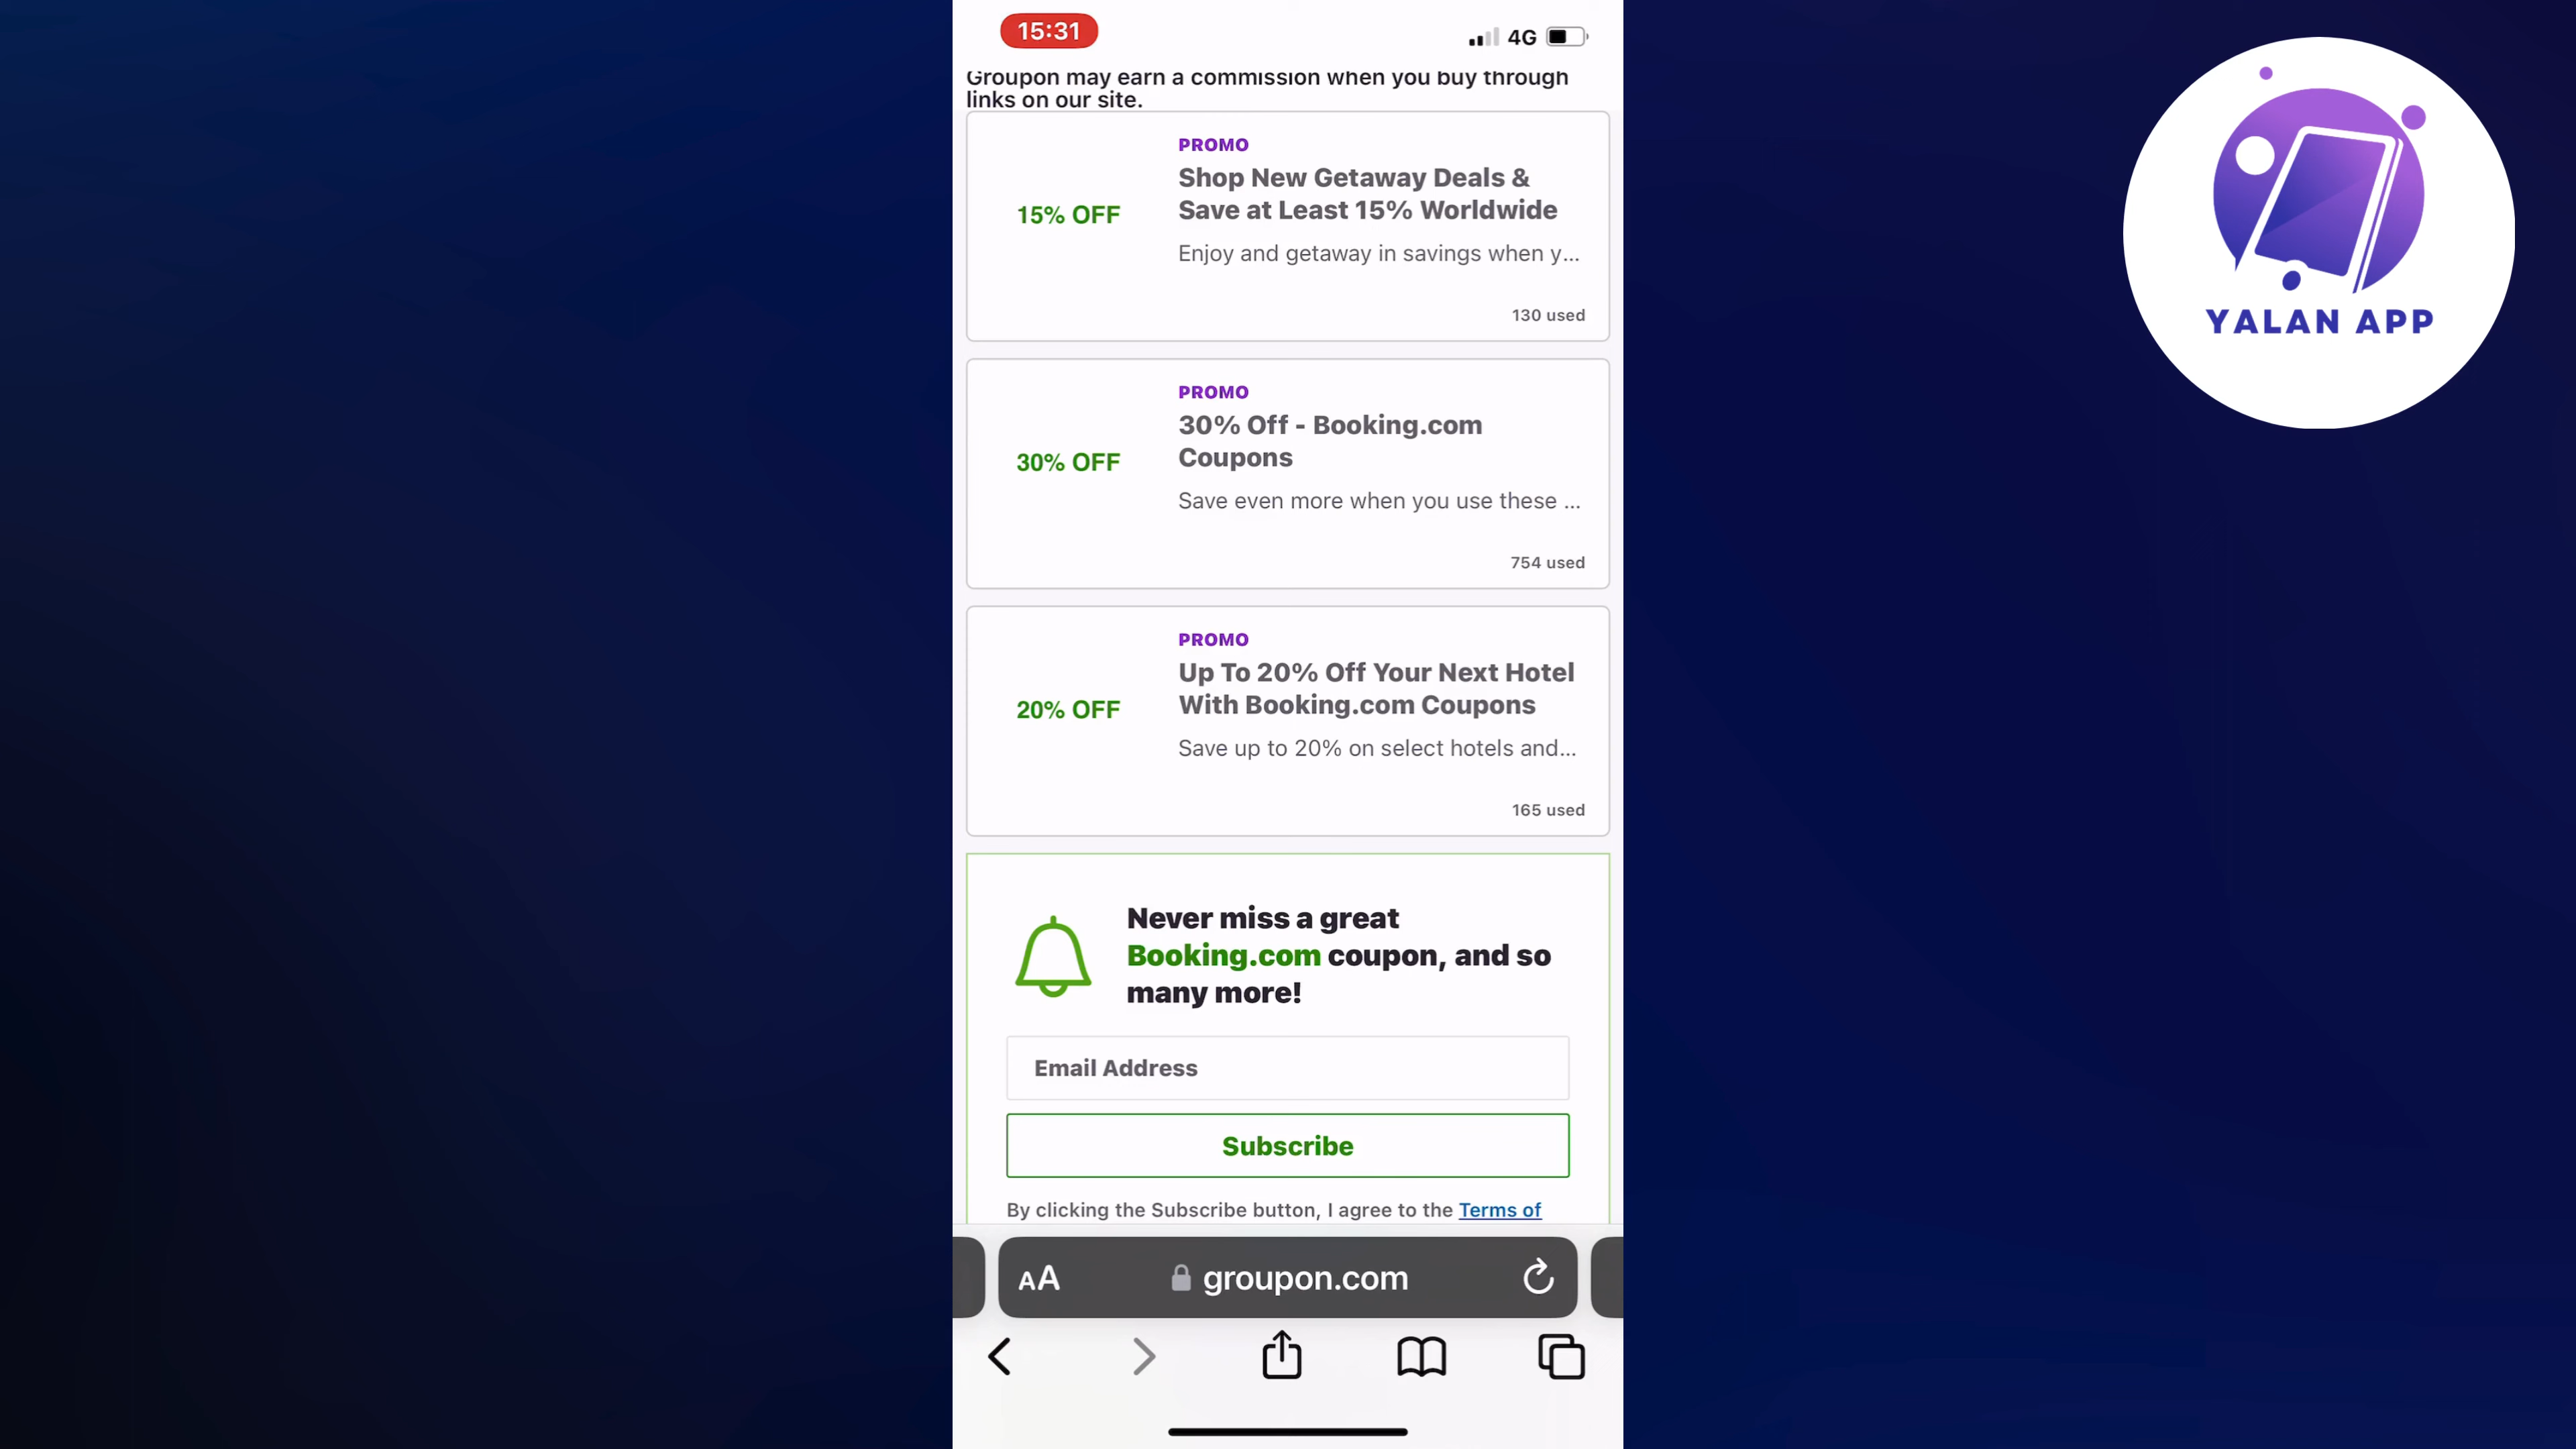 15:31
4G
Groupon may earn a commission when you buy through
links on our site.
15% OFF
PROMO
Shop New Getaway Deals &
Save at Least 15% Worldwide
Enjoy and getaway in savings when y...
130 used
30% OFF
PROMO
30% Off - Booking.com
Coupons
Save even more when you use these ...
754 used
20% OFF
PROMO
Up To 20% Off Your Next Hotel
With Booking.com Coupons
Save up to 20% on select hotels and...
165 used
Never miss a great
Booking.com coupon, and so
many more!
Email Address
Subscribe
By clicking the Subscribe button, I agree to the Terms of
AA
groupon.com
YALAN APP